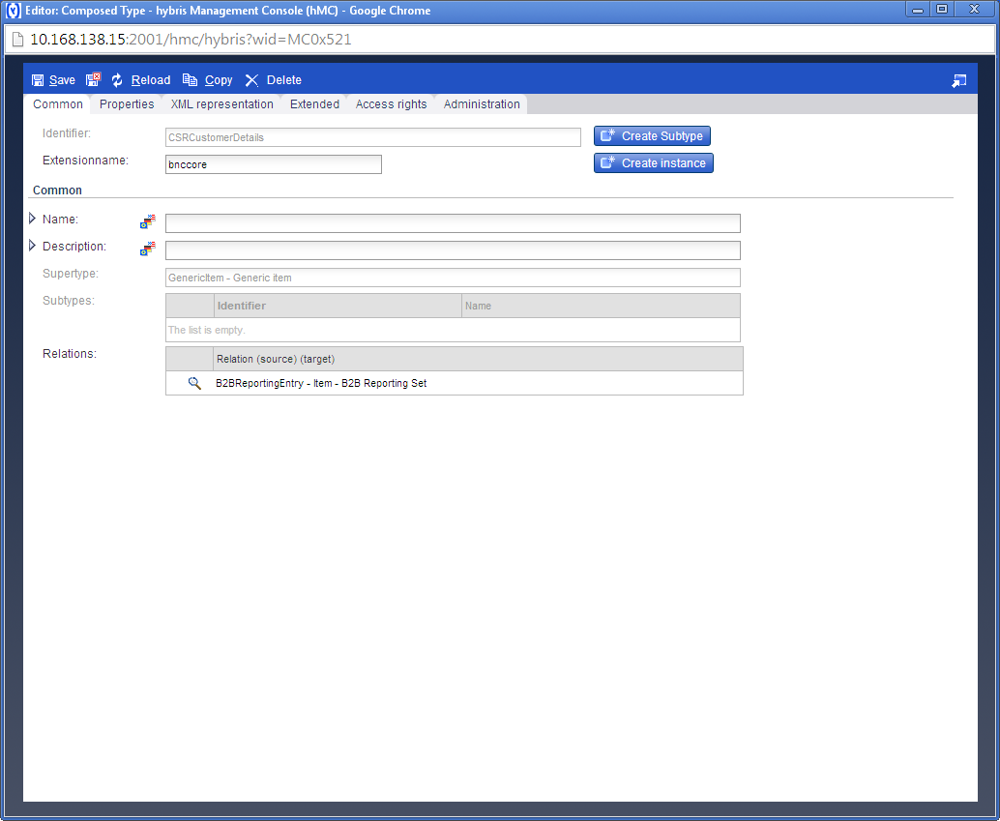 Editor: Composed Type - hybris Management Console (hMC) - Google Chrome
10.168.138.15:2001/hmc/hybris?wid=MC0x521
Save Reload Copy Delete
Common Properties XML representation Extended Access rights Administration
Identifier: CSRCustomerDetails Create Subtype
Extensionname: bnccore Create instance
Common
Name:
Description:
Supertype: GenericItem - Generic item
Subtypes: Identifier Name
The list is empty.
Relations: Relation (source) (target)
B2BReportingEntry - Item - B2B Reporting Set